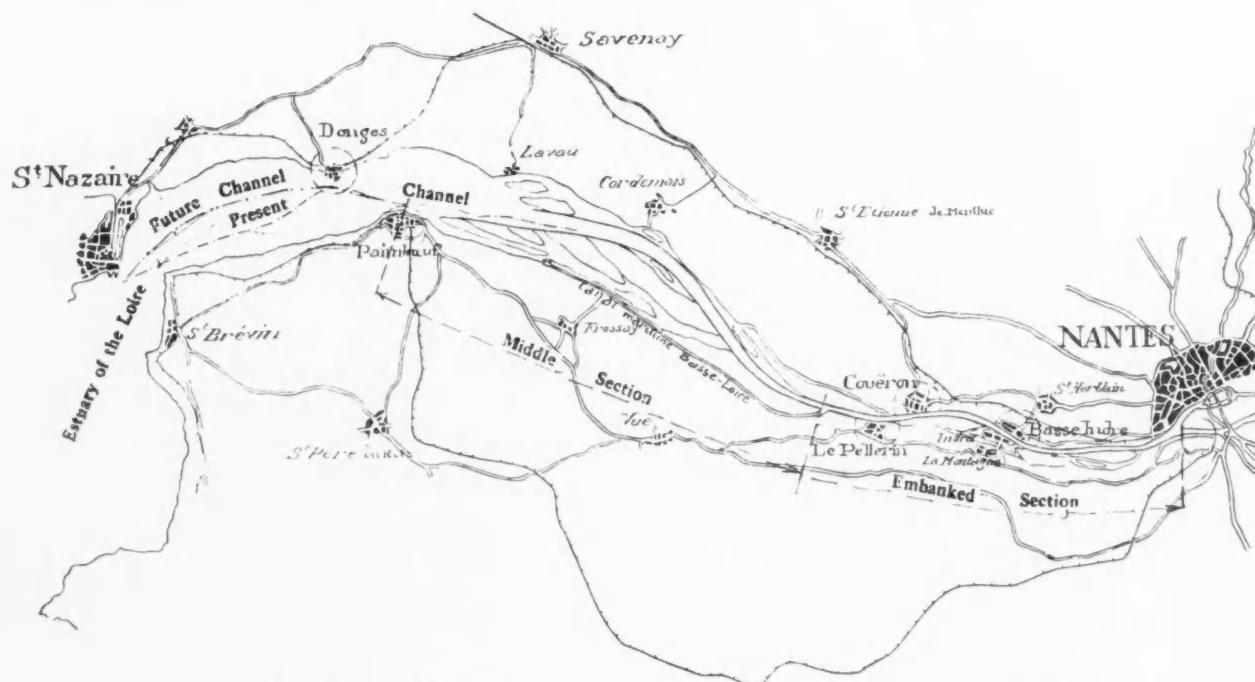 Savenay
Donges
Lavau
St Nazaire
Cordemais
Future Channel
Present Channel
St Etienne de Montluc
Paimboeuf
Canal maritime Basse-Loire
Estuary of the Loire
St Brévin
Frossay
NANTES
Middle Section
Couëron
St Herblain
Vue
Basse Indre
Indret
Le Pellerin
La Montagne
St Père en Retz
Embanked Section